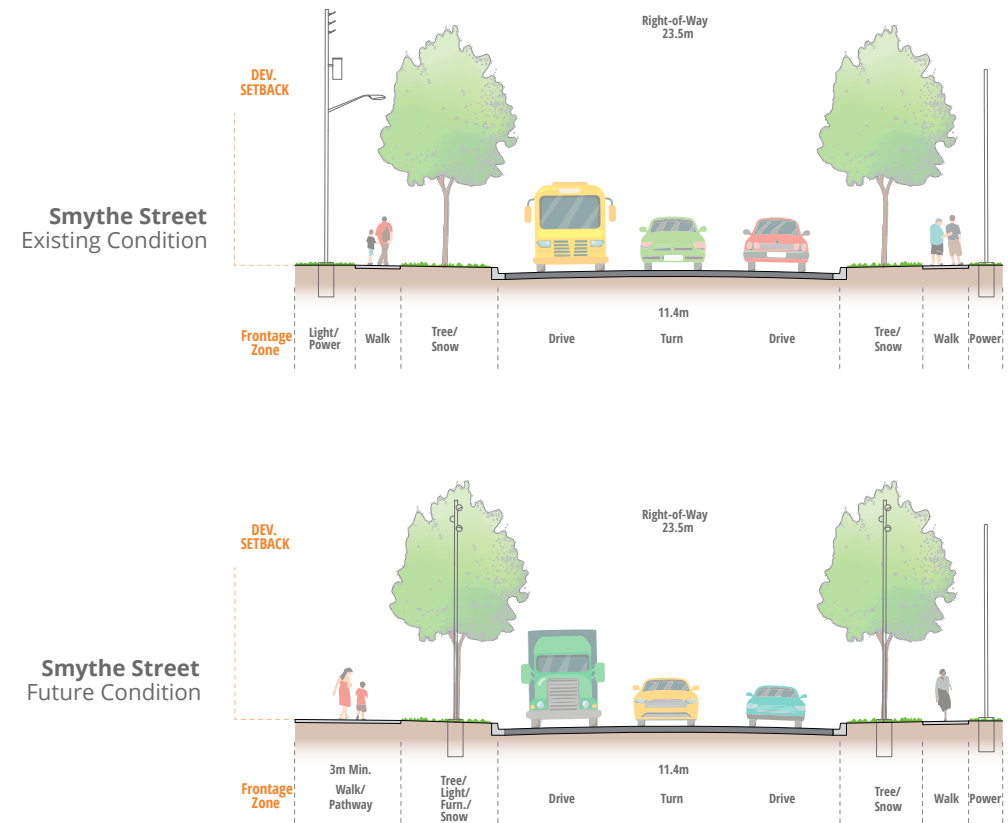 Right-of-Way
23.5m
DEV.
SETBACK
Smythe Street
Existing Condition
11.4m
Frontage
Zone
Light/
Power
Walk
Tree/
Snow
Drive
Turn
Drive
Tree/
Snow
Walk
Power
Right-of-Way
23.5m
DEV.
SETBACK
Smythe Street
Future Condition
Frontage
Zone
3m Min.
Walk/
Pathway
Tree/
Light/
Furn./
Snow
11.4m
Drive
Turn
Drive
Tree/
Snow
Walk
Power